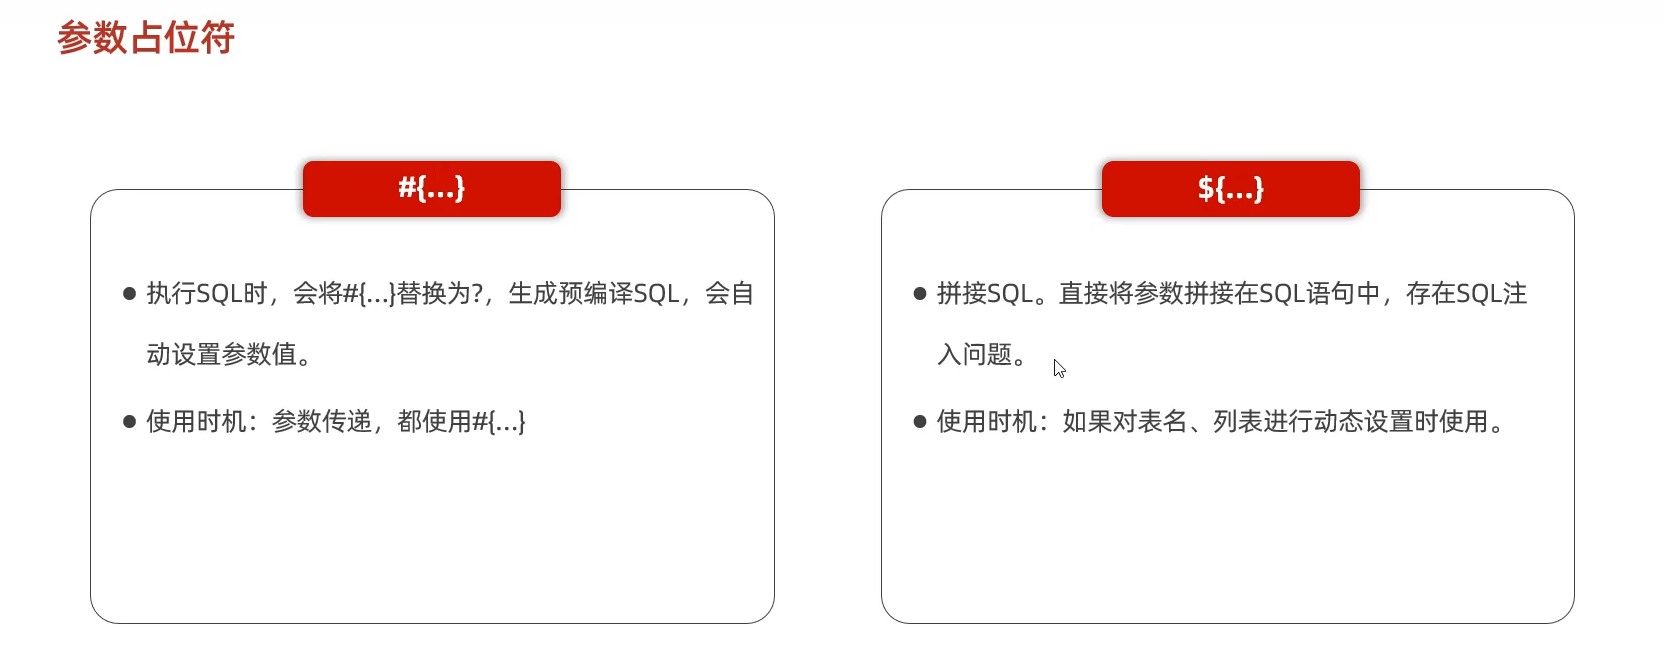 参数占位符
#{...}
● 执行SQL时，会将#{...}替换为?，生成预编译SQL，会自
动设置参数值。
● 使用时机：参数传递，都使用#{...}
${...}
● 拼接SQL。直接将参数拼接在SQL语句中，存在SQL注
入问题。
● 使用时机：如果对表名、列表进行动态设置时使用。